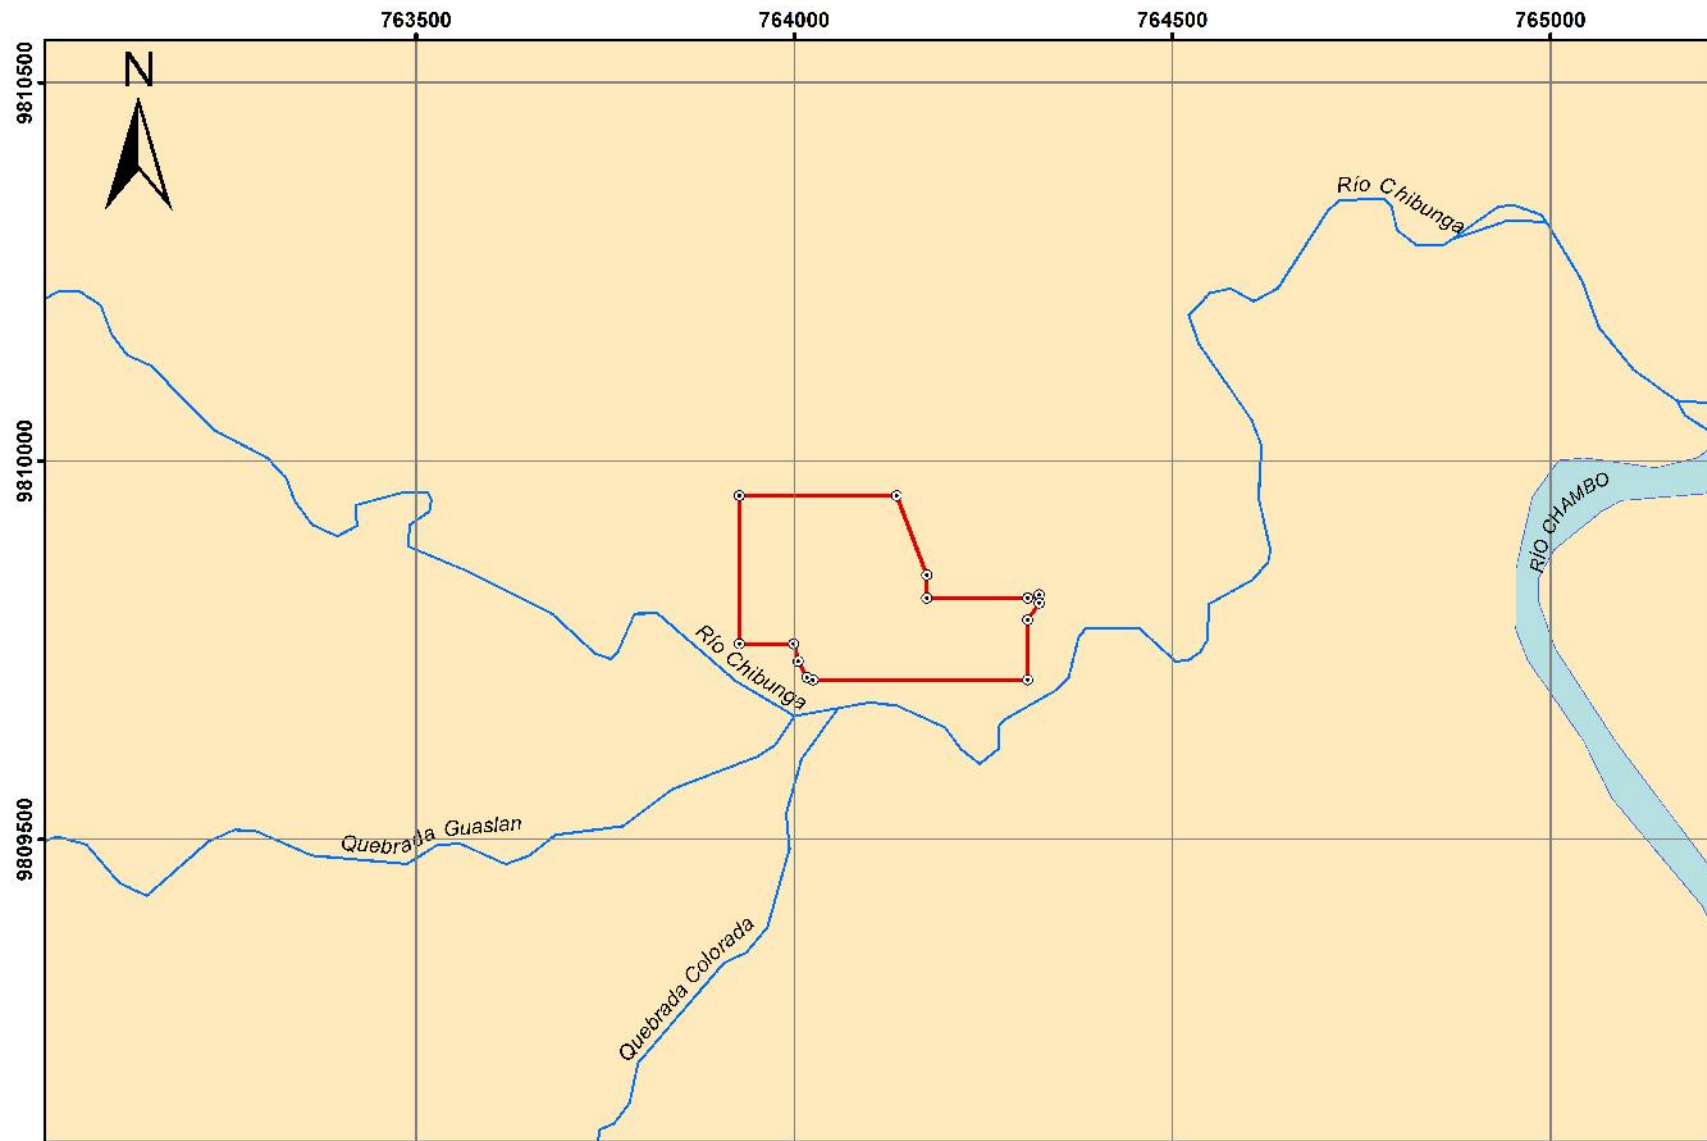 763500
764000
764500
765000
9810500
N
Río Chibunga
9810000
RÍO CHAMBO
Río Chibunga
9809500
Quebrada Guaslan
Quebrada Colorada